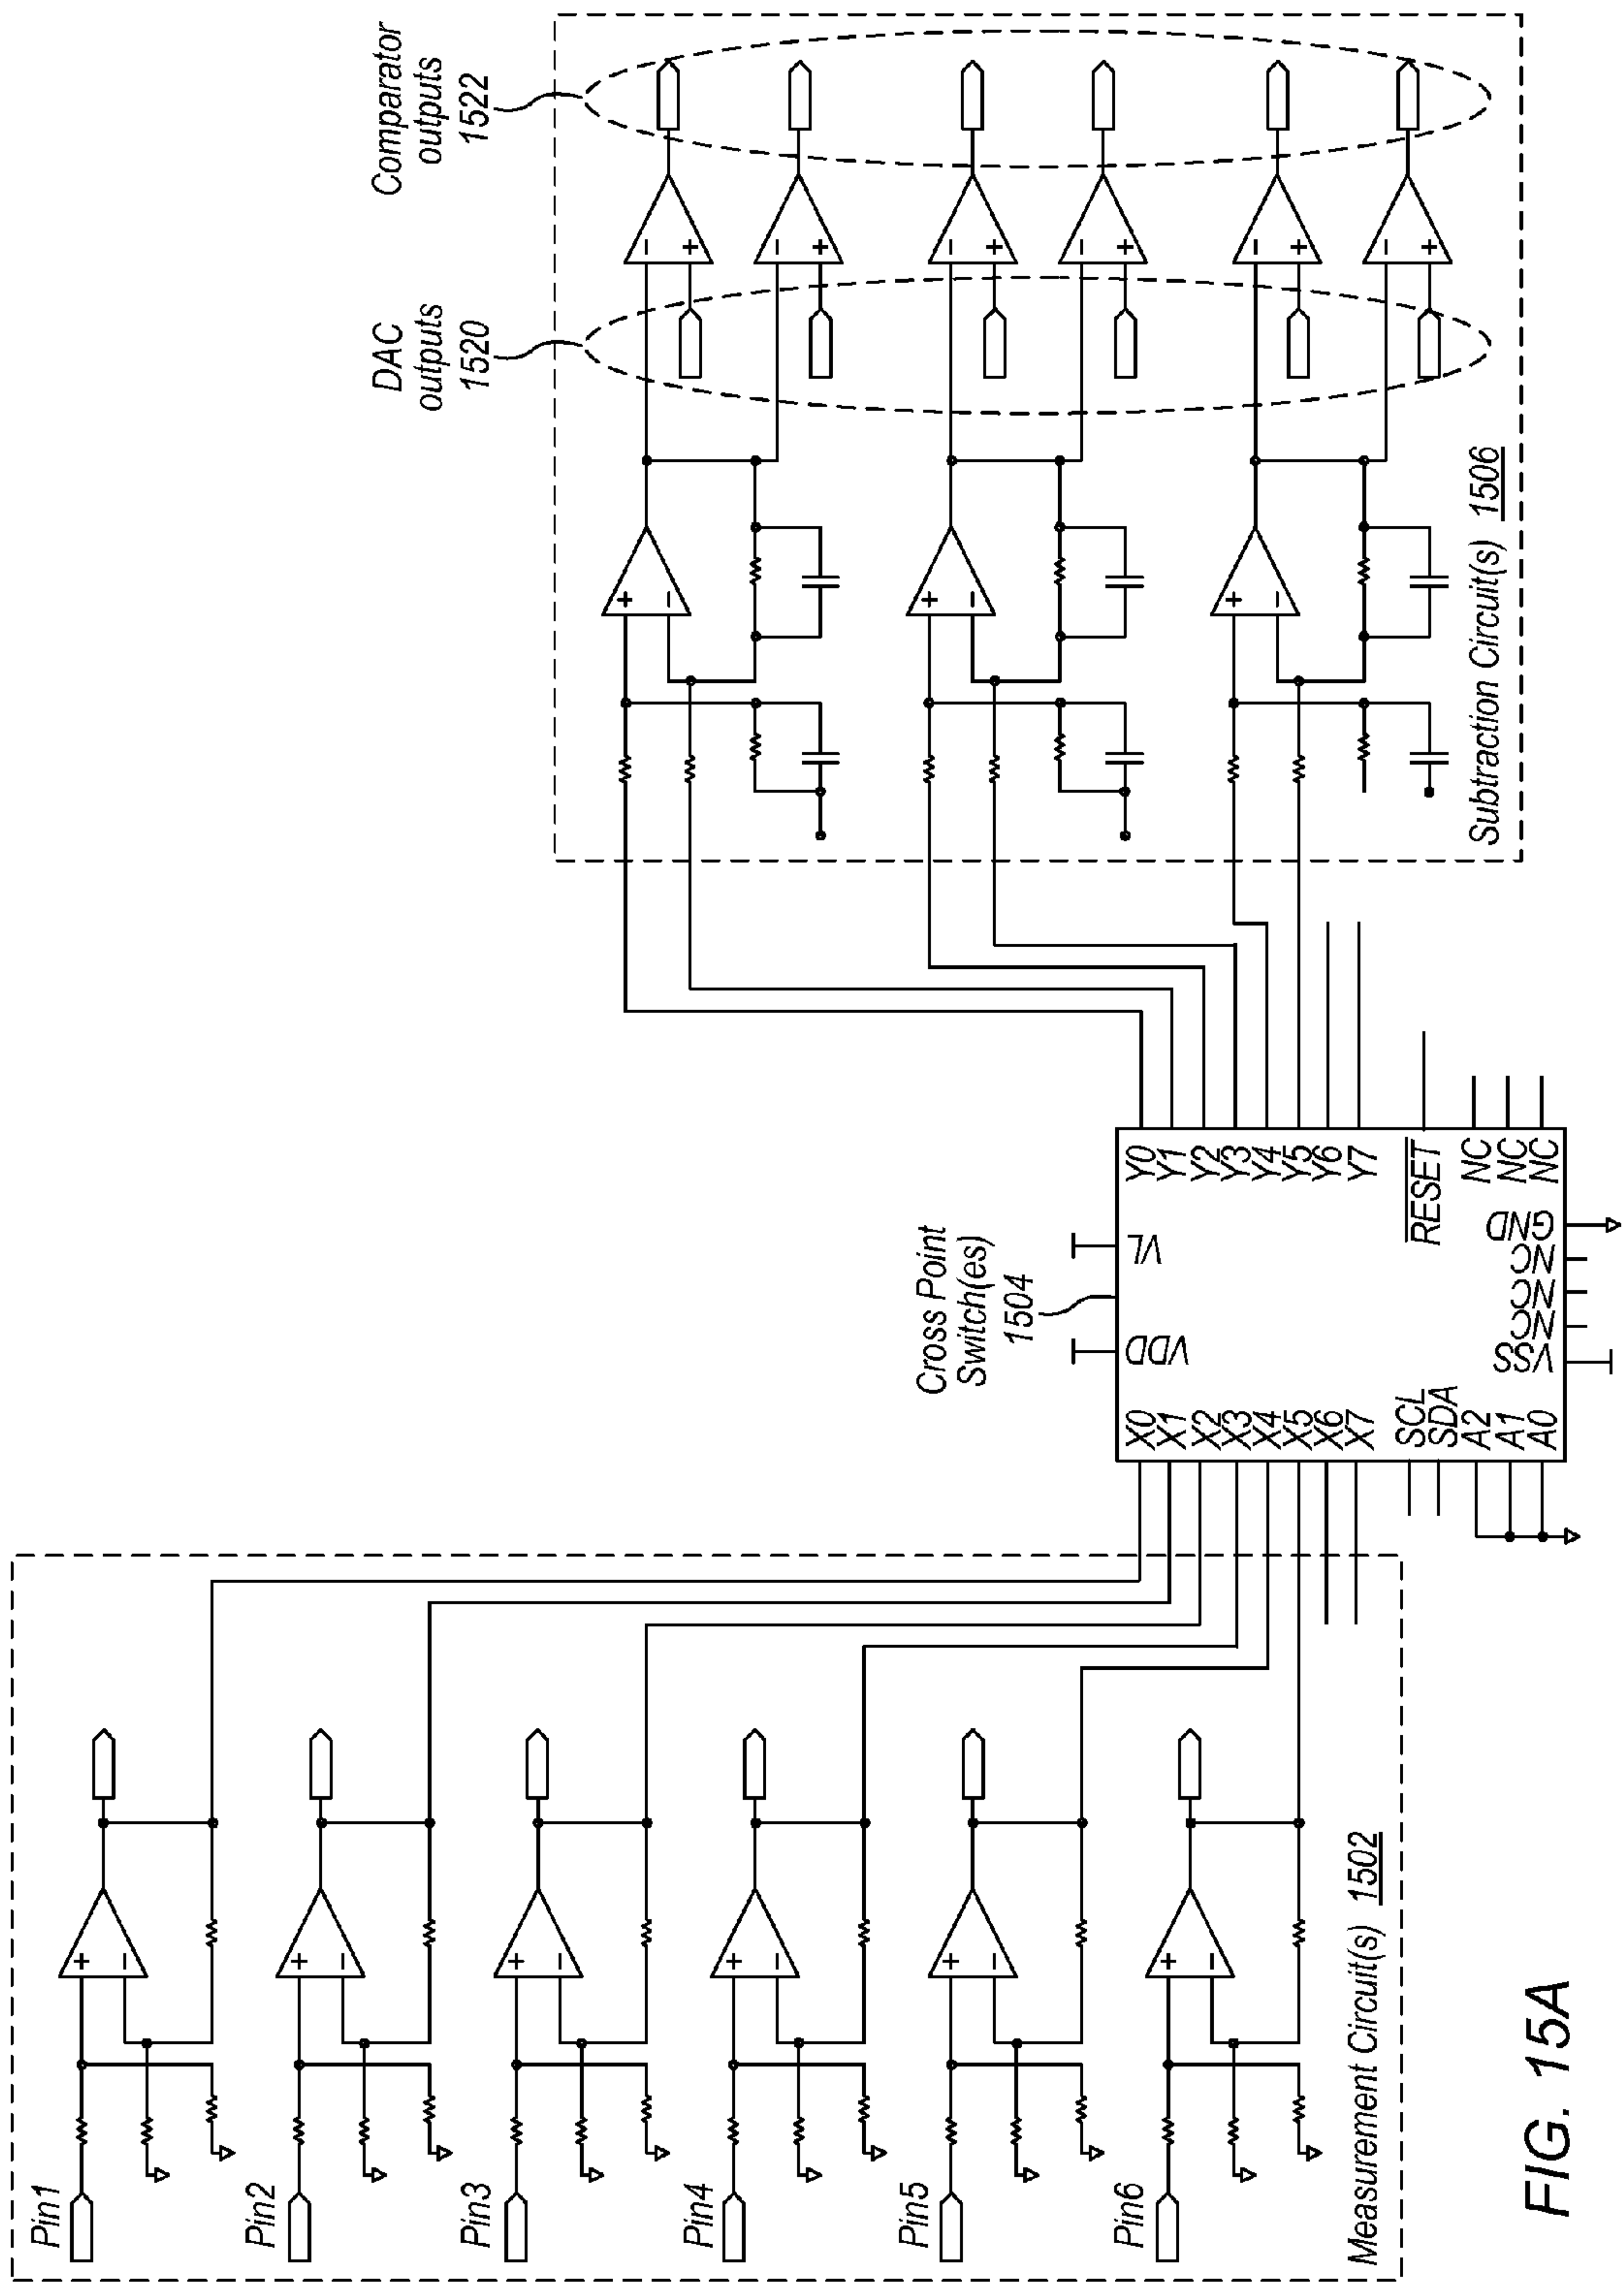 Pin1
Pin2
Pin3
Pin4
Pin5
Pin6
+
−
+
−
+
−
+
−
+
−
+
−
Measurement Circuit(s) 1502
Cross Point
Switch(es)
1504
VDD
VL
X0
X1
X2
X3
X4
X5
X6
X7
SCL
SDA
A2
A1
A0
Y0
Y1
Y2
Y3
Y4
Y5
Y6
Y7
RESET
NC
NC
NC
VSS
NC
NC
NC
GND
DAC
outputs
1520
Comparator
outputs
1522
+
−
+
−
+
−
−
+
−
+
−
+
−
+
−
+
−
+
Subtraction Circuit(s) 1506
FIG. 15A